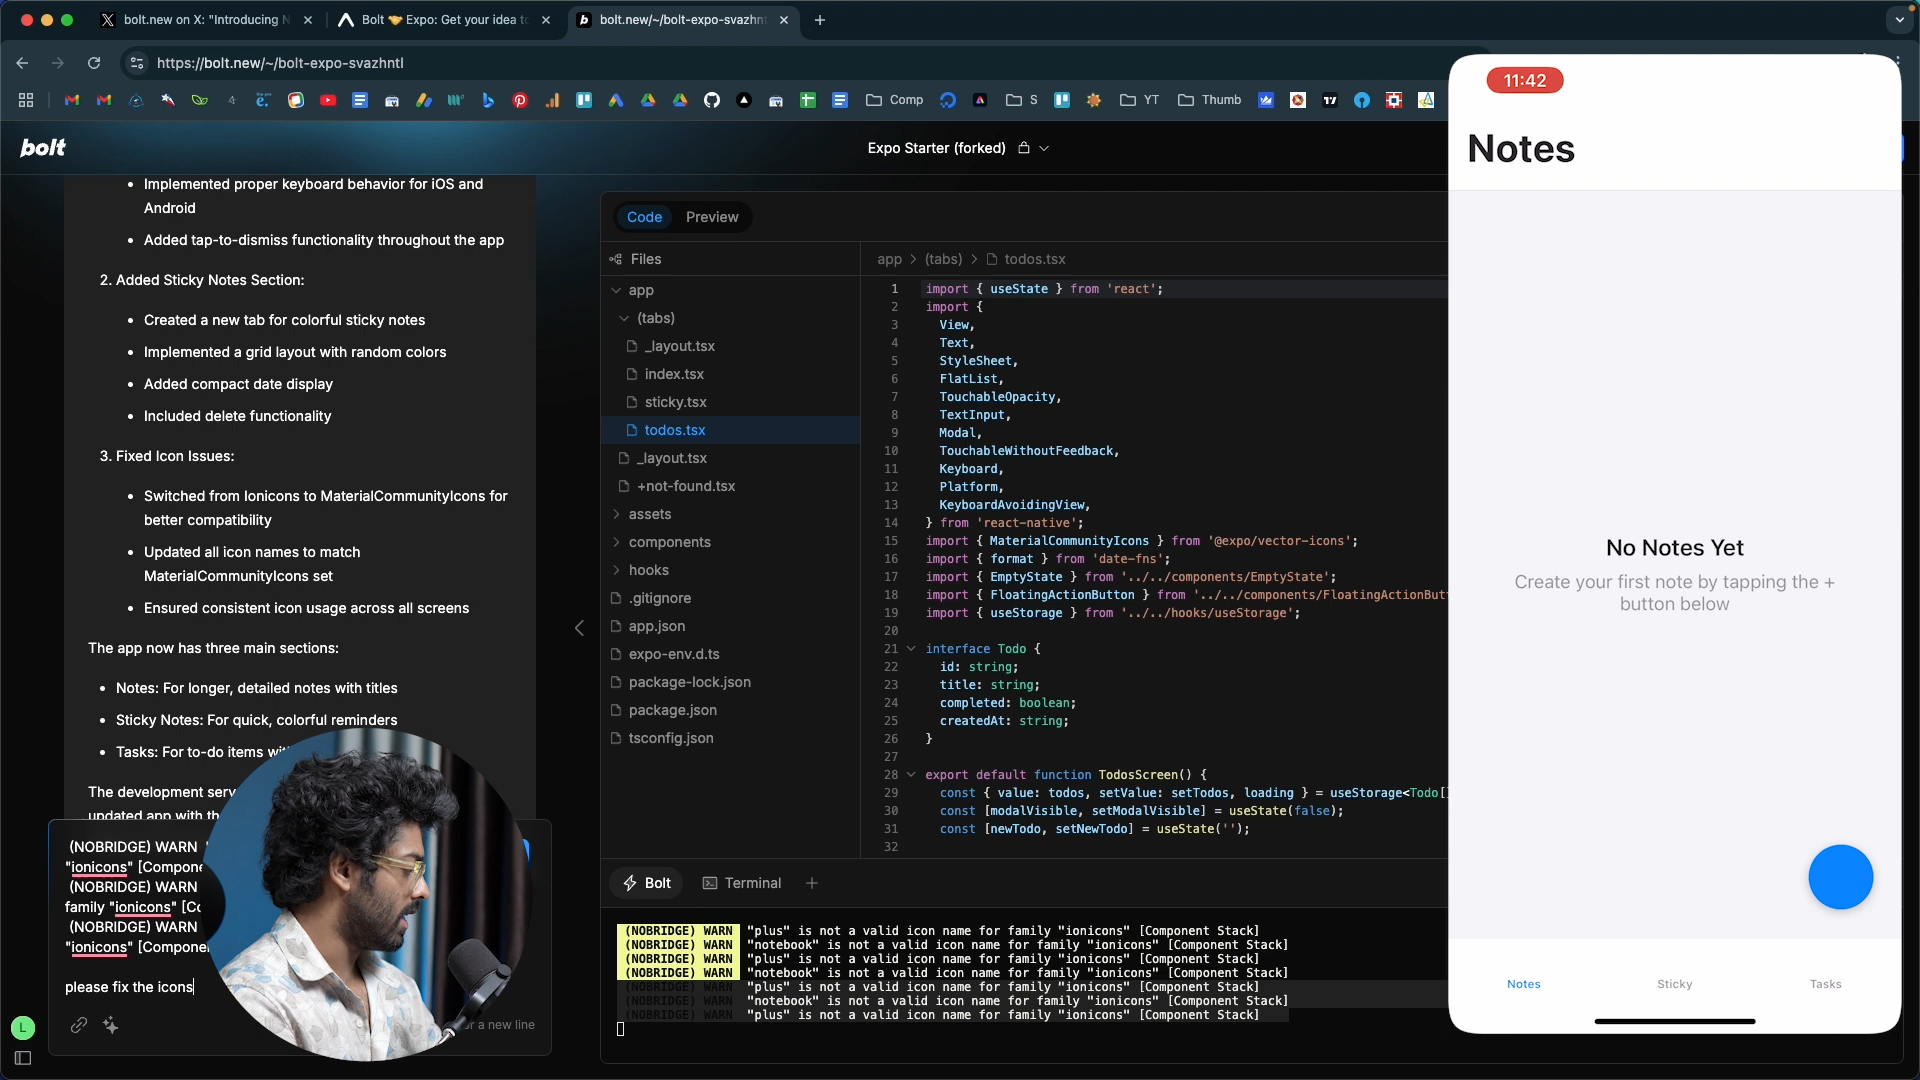 bolt.new on X: "Introducing N
Bolt 🤝 Expo: Get your idea to
bolt.new/~/bolt-expo-svazhnt
https://bolt.new/~/bolt-expo-svazhntl
Comp
S
YT
Thumb
bolt
Expo Starter (forked)
• Implemented proper keyboard behavior for iOS and
Android
• Added tap-to-dismiss functionality throughout the app
2. Added Sticky Notes Section:
• Created a new tab for colorful sticky notes
• Implemented a grid layout with random colors
• Added compact date display
• Included delete functionality
3. Fixed Icon Issues:
• Switched from Ionicons to MaterialCommunityIcons for
better compatibility
• Updated all icon names to match
MaterialCommunityIcons set
• Ensured consistent icon usage across all screens
The app now has three main sections:
• Notes: For longer, detailed notes with titles
• Sticky Notes: For quick, colorful reminders
• Tasks: For to-do items wi
The development serv
updated app with th
(NOBRIDGE) WARN
"ionicons" [Compone
(NOBRIDGE) WARN
family "ionicons" [Co
(NOBRIDGE) WARN
"ionicons" [Compone
please fix the icons
or a new line
L
Code
Preview
Files
app
(tabs)
_layout.tsx
index.tsx
sticky.tsx
todos.tsx
_layout.tsx
+not-found.tsx
assets
components
hooks
.gitignore
app.json
expo-env.d.ts
package-lock.json
package.json
tsconfig.json
app > (tabs) > todos.tsx
1 import { useState } from 'react';
2 import {
3 View,
4 Text,
5 StyleSheet,
6 FlatList,
7 TouchableOpacity,
8 TextInput,
9 Modal,
10 TouchableWithoutFeedback,
11 Keyboard,
12 Platform,
13 KeyboardAvoidingView,
14 } from 'react-native';
15 import { MaterialCommunityIcons } from '@expo/vector-icons';
16 import { format } from 'date-fns';
17 import { EmptyState } from '../../components/EmptyState';
18 import { FloatingActionButton } from '../../components/FloatingActionBut
19 import { useStorage } from '../../hooks/useStorage';
20
21 interface Todo {
22 id: string;
23 title: string;
24 completed: boolean;
25 createdAt: string;
26 }
27
28 export default function TodosScreen() {
29 const { value: todos, setValue: setTodos, loading } = useStorage<Todo[]
30 const [modalVisible, setModalVisible] = useState(false);
31 const [newTodo, setNewTodo] = useState('');
32
Bolt
Terminal
(NOBRIDGE) WARN "plus" is not a valid icon name for family "ionicons" [Component Stack]
(NOBRIDGE) WARN "notebook" is not a valid icon name for family "ionicons" [Component Stack]
(NOBRIDGE) WARN "plus" is not a valid icon name for family "ionicons" [Component Stack]
(NOBRIDGE) WARN "notebook" is not a valid icon name for family "ionicons" [Component Stack]
(NOBRIDGE) WARN "plus" is not a valid icon name for family "ionicons" [Component Stack]
(NOBRIDGE) WARN "notebook" is not a valid icon name for family "ionicons" [Component Stack]
(NOBRIDGE) WARN "plus" is not a valid icon name for family "ionicons" [Component Stack]
11:42
Notes
No Notes Yet
Create your first note by tapping the +
button below
Notes
Sticky
Tasks